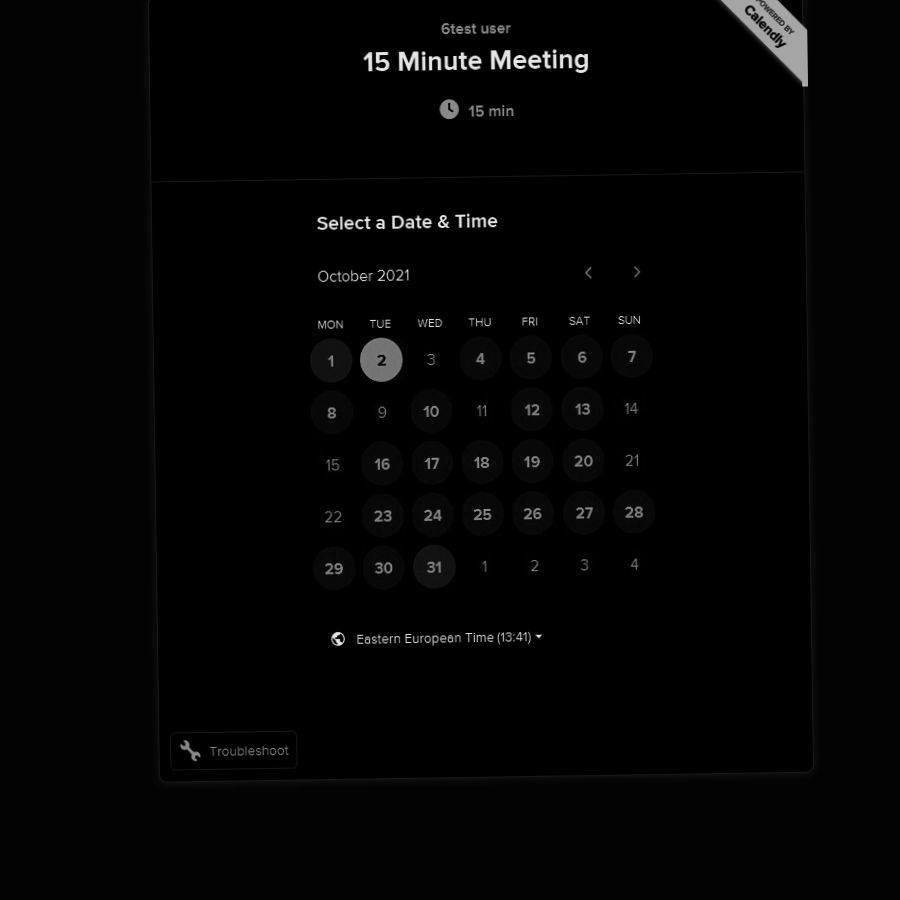 6test user
15 Minute Meeting
15 min
POWERED BY
Calendly
Select a Date & Time
October 2021
MON TUE WED THU FRI SAT SUN
1 2 3 4 5 6 7
8 9 10 11 12 13 14
15 16 17 18 19 20 21
22 23 24 25 26 27 28
29 30 31 1 2 3 4
Eastern European Time (13:41)
Troubleshoot